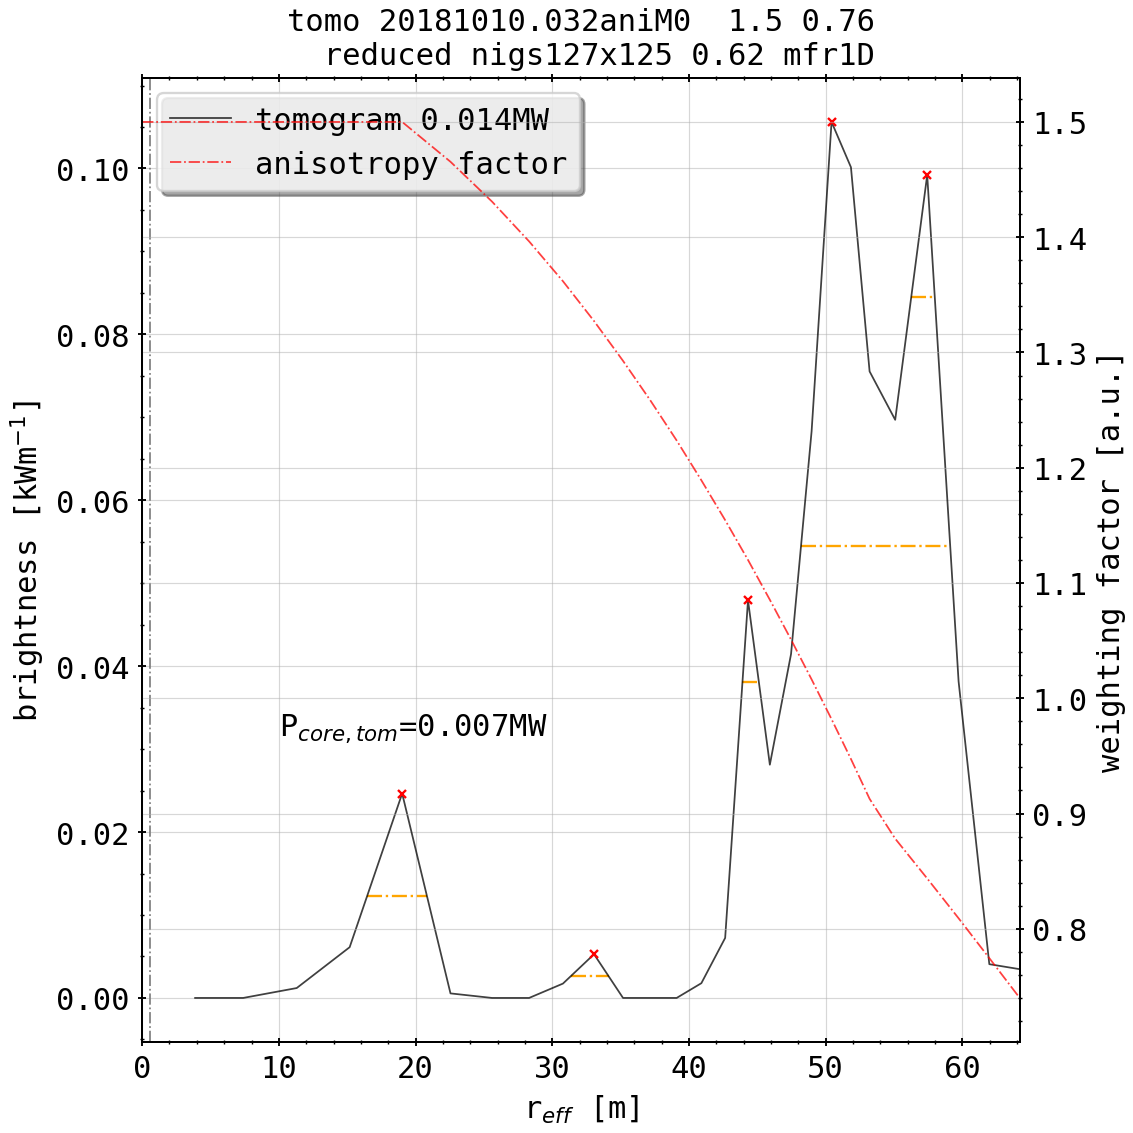 tomo 20181010.032aniM0  1.5 0.76
reduced nigs127x125 0.62 mfr1D
tomogram 0.014MW
anisotropy factor
0.10
0.08
0.06
0.04
0.02
0.00
brightness [kWm⁻¹]
1.5
1.4
1.3
1.2
1.1
1.0
0.9
0.8
weighting factor [a.u.]
P_core,tom=0.007MW
0 10 20 30 40 50 60
r_eff [m]